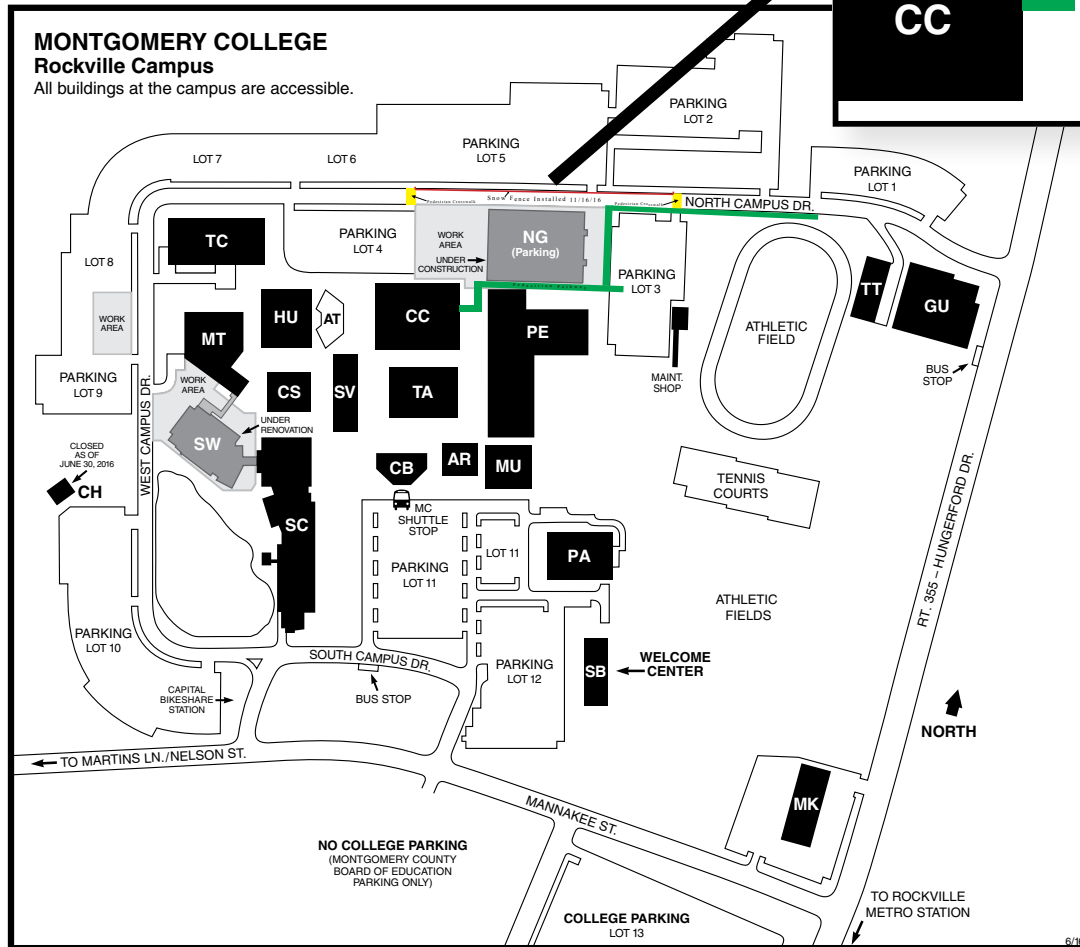 CC
MONTGOMERY COLLEGE
Rockville Campus
All buildings at the campus are accessible.
PARKING
LOT 2
PARKING
LOT 5
LOT 7
LOT 6
PARKING
LOT 1
Pedestrian Crosswalk
Snow Fence Installed 11/16/16
Pedestrian Crosswalk
NORTH CAMPUS DR.
TC
PARKING
LOT 4
WORK
AREA
UNDER
CONSTRUCTION
NG
(Parking)
LOT 8
PARKING
LOT 3
Pedestrian Pathway
TT
GU
WORK
AREA
HU
AT
CC
PE
MT
ATHLETIC
FIELD
BUS
STOP
MAINT.
SHOP
PARKING
LOT 9
WORK
AREA
CS
SV
TA
WEST CAMPUS DR.
UNDER
RENOVATION
SW
CLOSED
AS OF
JUNE 30, 2016
CH
CB
AR
MU
TENNIS
COURTS
MC
SHUTTLE
STOP
SC
LOT 11
PA
PARKING
LOT 11
RT. 355 – HUNGERFORD DR.
ATHLETIC
FIELDS
PARKING
LOT 10
SOUTH CAMPUS DR.
PARKING
LOT 12
SB
WELCOME
CENTER
CAPITAL
BIKESHARE
STATION
BUS STOP
NORTH
TO MARTINS LN./NELSON ST.
MK
MANNAKEE ST.
NO COLLEGE PARKING
(MONTGOMERY COUNTY
BOARD OF EDUCATION
PARKING ONLY)
TO ROCKVILLE
METRO STATION
COLLEGE PARKING
LOT 13